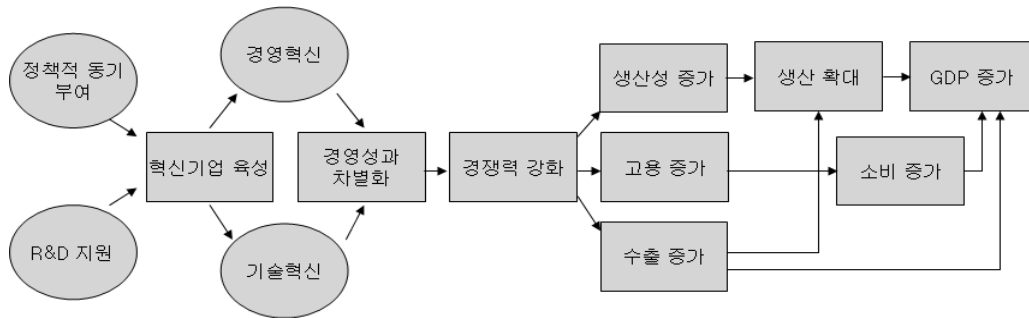 정책적 동기
부여
R&D 지원
혁신기업 육성
경영혁신
기술혁신
경영성과
차별화
경쟁력 강화
생산성 증가
고용 증가
수출 증가
생산 확대
소비 증가
GDP 증가